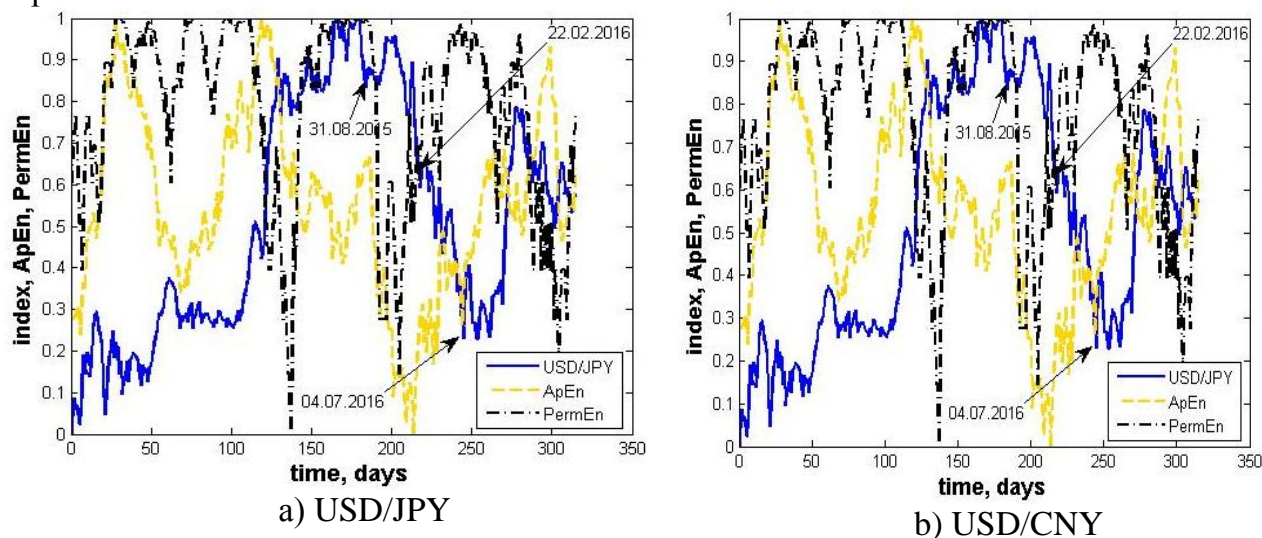 index, ApEn, PermEn
1
0.9
0.8
0.7
0.6
0.5
0.4
0.3
0.2
0.1
0
0 50 100 150 200 250 300 350
time, days
22.02.2016
31.08.2015
04.07.2016
USD/JPY
ApEn
PermEn
a) USD/JPY
index, ApEn, PermEn
1
0.9
0.8
0.7
0.6
0.5
0.4
0.3
0.2
0.1
0
0 50 100 150 200 250 300 350
time, days
22.02.2016
31.08.2015
04.07.2016
USD/JPY
ApEn
PermEn
b) USD/CNY